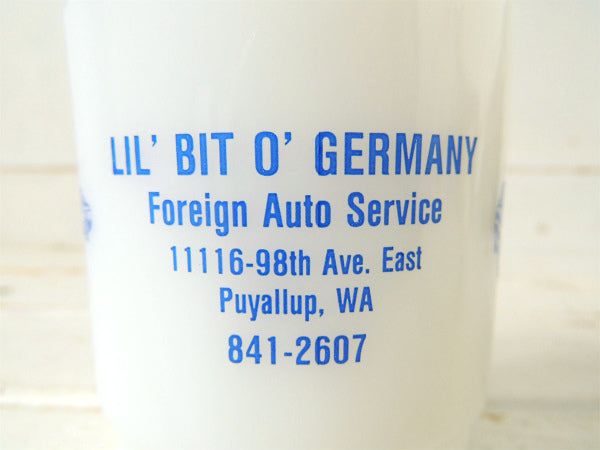 LIL' BIT O' GERMANY
Foreign Auto Service
11116-98th Ave. East
Puyallup, WA
841-2607